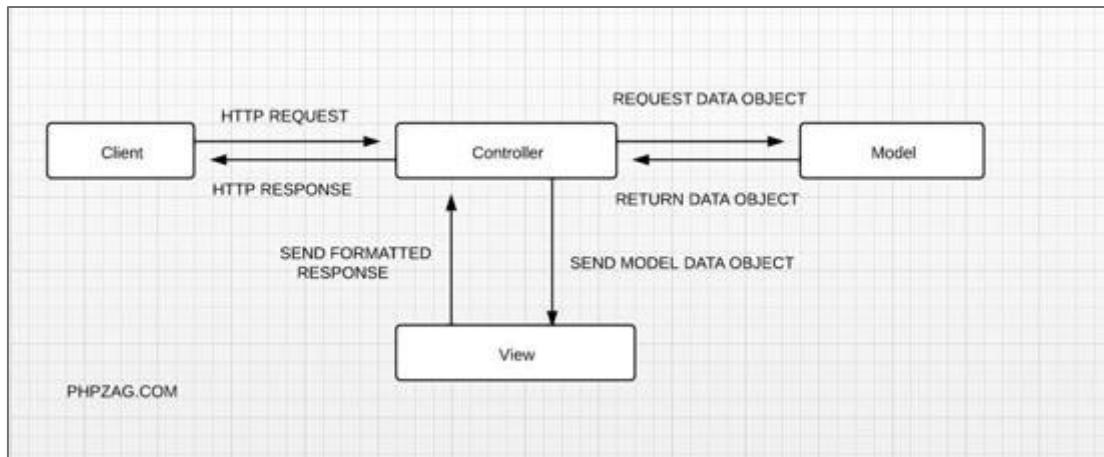 REQUEST DATA OBJECT
HTTP REQUEST
Client
Controller
Model
HTTP RESPONSE
RETURN DATA OBJECT
SEND FORMATTED
RESPONSE
SEND MODEL DATA OBJECT
View
PHPZAG.COM